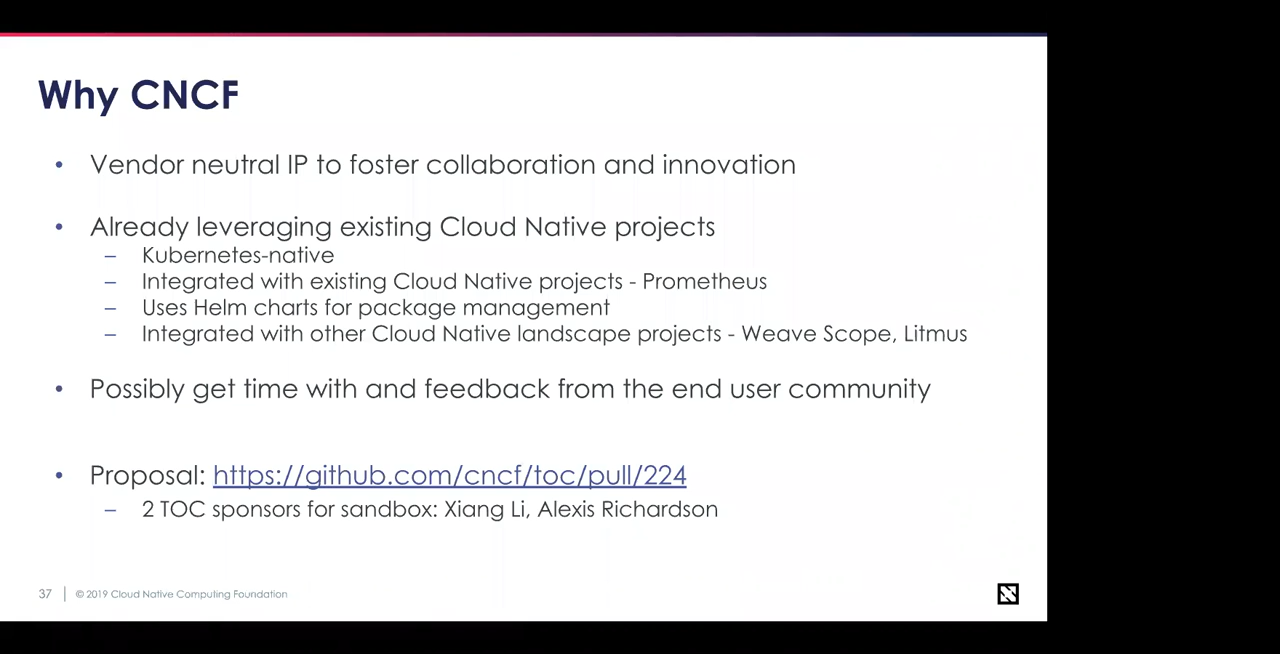 Why CNCF
• Vendor neutral IP to foster collaboration and innovation
• Already leveraging existing Cloud Native projects
– Kubernetes-native
– Integrated with existing Cloud Native projects - Prometheus
– Uses Helm charts for package management
– Integrated with other Cloud Native landscape projects - Weave Scope, Litmus
• Possibly get time with and feedback from the end user community
• Proposal: https://github.com/cncf/toc/pull/224
– 2 TOC sponsors for sandbox: Xiang Li, Alexis Richardson
37 | © 2019 Cloud Native Computing Foundation